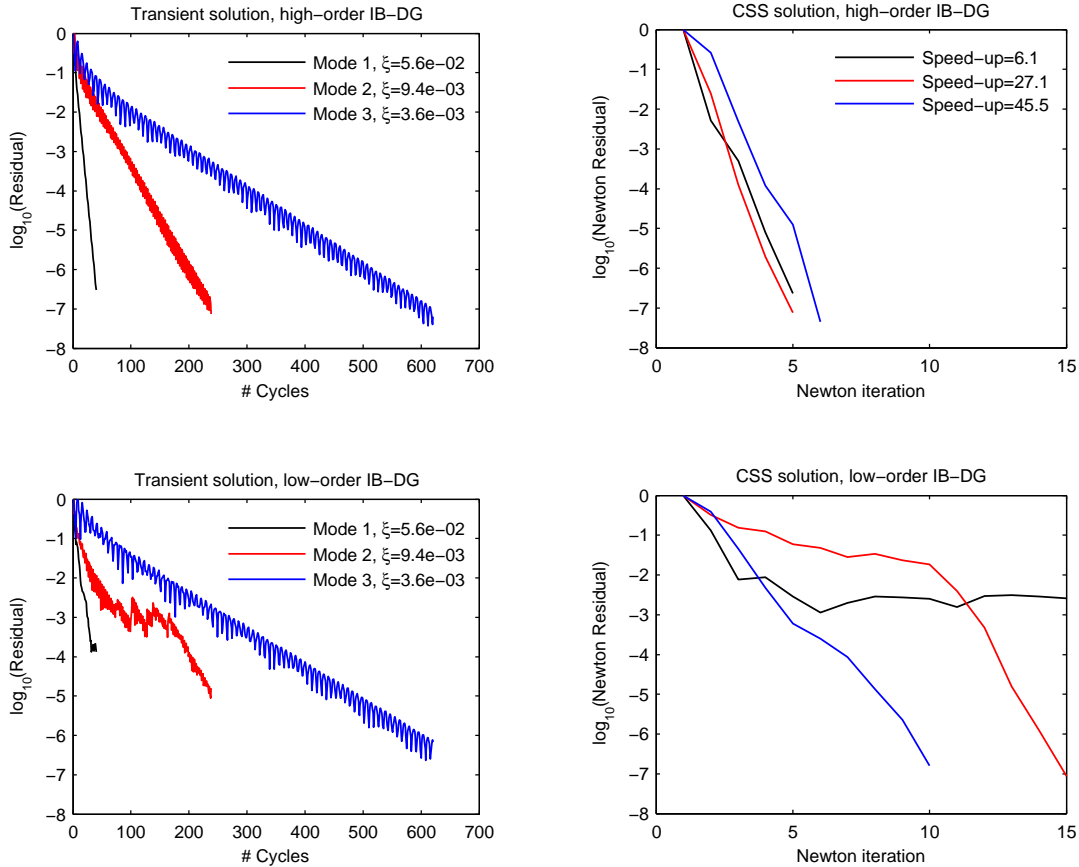 Transient solution, high−order IB−DG
0
−1
−2
−3
−4
−5
−6
−7
−8
log10(Residual)
Mode 1, ξ=5.6e−02
Mode 2, ξ=9.4e−03
Mode 3, ξ=3.6e−03
0 100 200 300 400 500 600 700
# Cycles
CSS solution, high−order IB−DG
0
−1
−2
−3
−4
−5
−6
−7
−8
log10(Newton Residual)
Speed−up=6.1
Speed−up=27.1
Speed−up=45.5
0 5 10 15
Newton iteration
Transient solution, low−order IB−DG
0
−1
−2
−3
−4
−5
−6
−7
−8
log10(Residual)
Mode 1, ξ=5.6e−02
Mode 2, ξ=9.4e−03
Mode 3, ξ=3.6e−03
0 100 200 300 400 500 600 700
# Cycles
CSS solution, low−order IB−DG
0
−1
−2
−3
−4
−5
−6
−7
−8
log10(Newton Residual)
0 5 10 15
Newton iteration